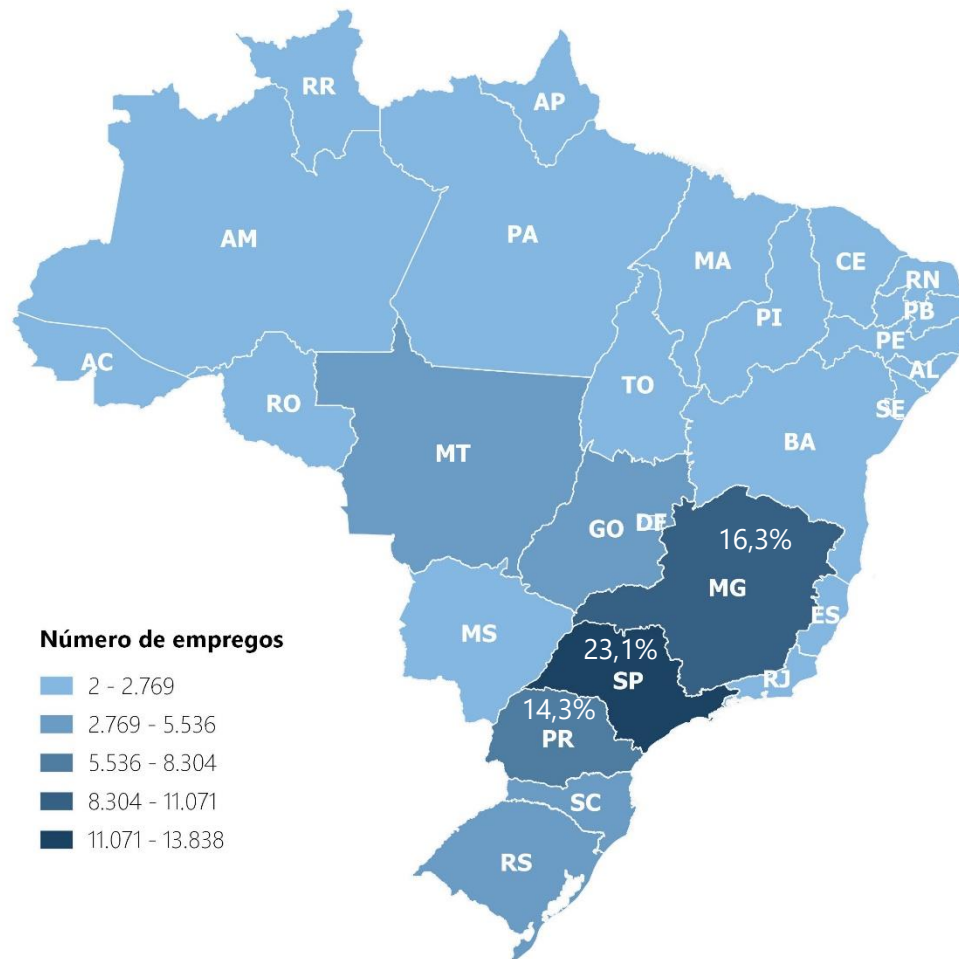 RR
AP
AM
PA
MA
CE
RN
PB
PI
PE
AC
AL
TO
RO
SE
BA
MT
GO
DF
16,3%
MG
ES
MS
23,1%
SP
RJ
14,3%
PR
SC
RS
Número de empregos
2 - 2.769
2.769 - 5.536
5.536 - 8.304
8.304 - 11.071
11.071 - 13.838